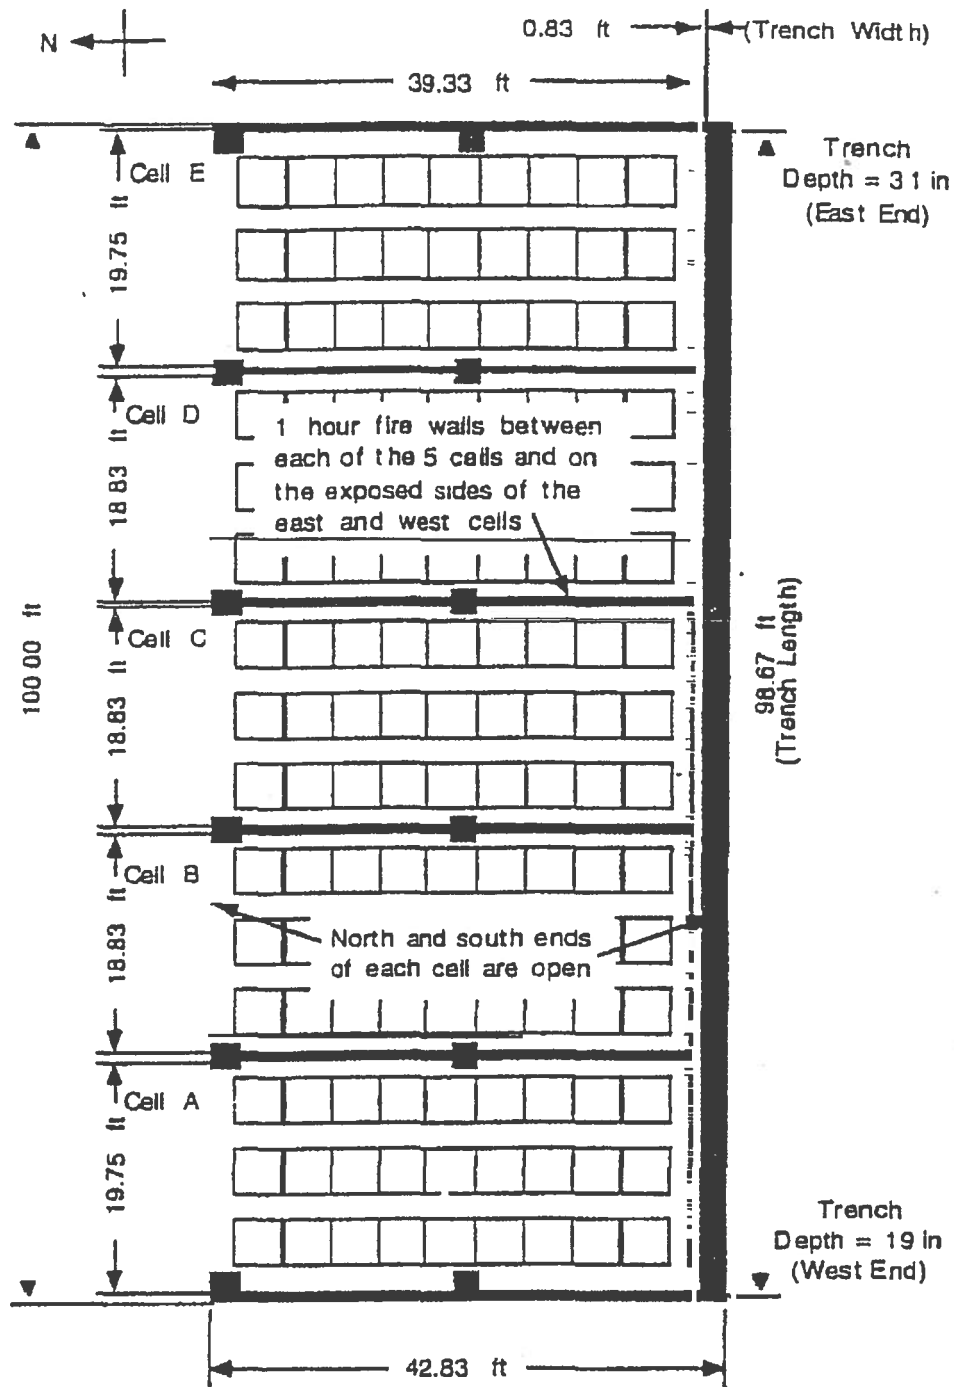 0.83 ft
(Trench Width)
N
39.33 ft
Trench
Depth = 31 in
(East End)
Cell E
19.75 ft
Cell D
1 hour fire walls between
each of the 5 cells and on
the exposed sides of the
east and west cells
18 83 ft
Cell C
100 00 ft
98.67 ft
(Trench Length)
18.83 ft
Cell B
North and south ends
of each cell are open
18.83 ft
Cell A
19.75 ft
Trench
Depth = 19 in
(West End)
42.83 ft